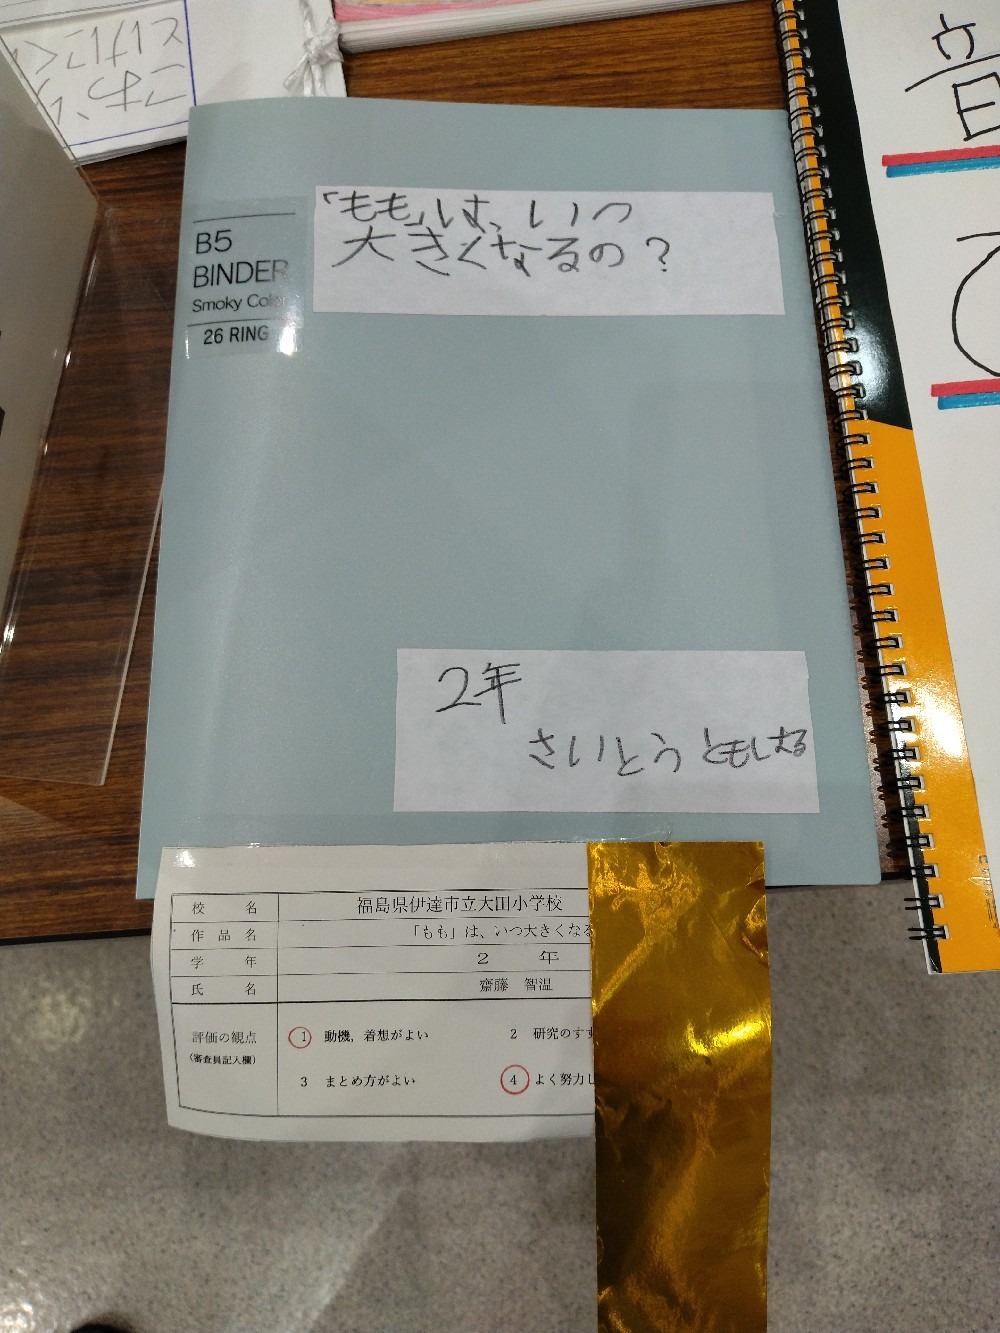 B5
BINDER
Smoky Color
26 RING
「もも」は、いつ
大きくなるの？
2年
さいとう ともはる
校名 福島県伊達市立大田小学校
作品名 「もも」は、いつ大きくなる
学年 2 年
氏名 齋藤 智温
評価の観点
(審査員記入欄)
1 動機，着想がよい 2 研究のすす
3 まとめ方がよい 4 よく努力し
音
ひ